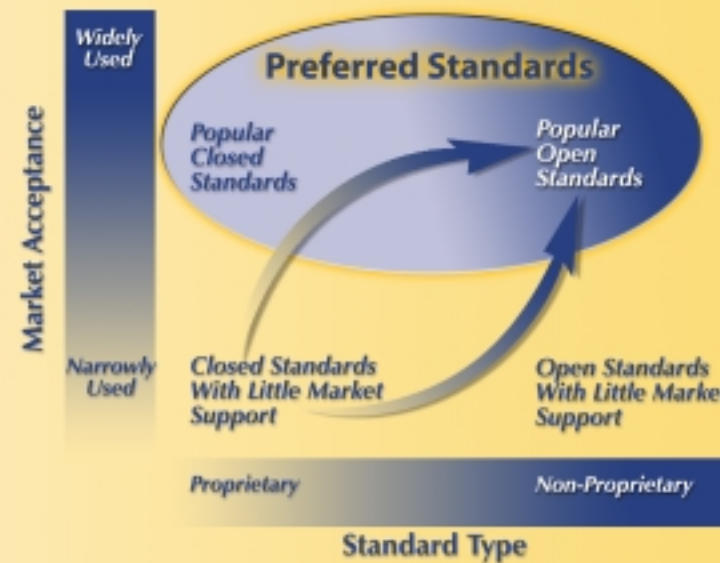 Widely
Used
Preferred Standards
Popular
Closed
Standards
Popular
Open
Standards
Market Acceptance
Narrowly
Used
Closed Standards
With Little Market
Support
Open Standards
With Little Marke
Support
Proprietary
Non-Proprietary
Standard Type